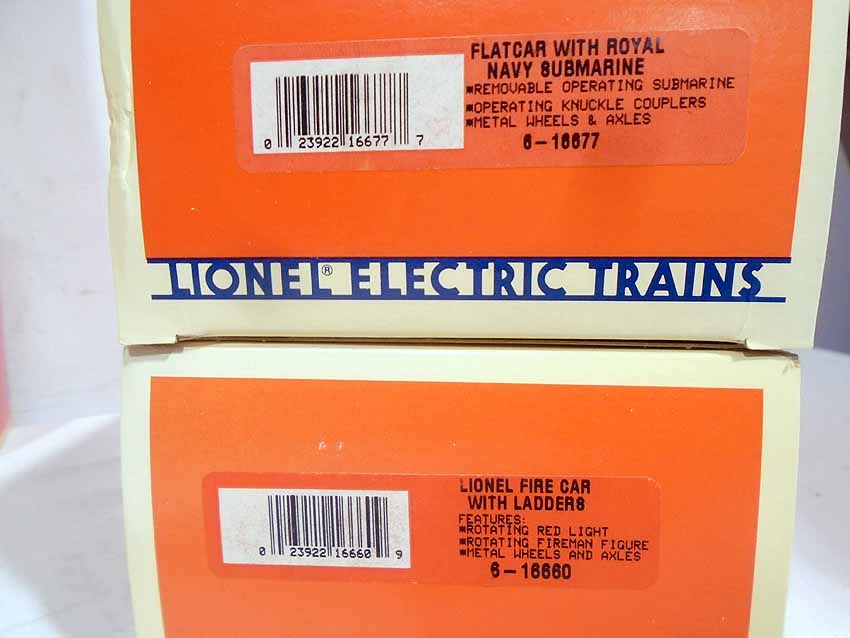 FLATCAR WITH ROYAL
NAVY SUBMARINE
*REMOVABLE OPERATING SUBMARINE
*OPERATING KNUCKLE COUPLERS
*METAL WHEELS & AXLES
6-16677
0 23922 16677 7
LIONEL® ELECTRIC TRAINS
LIONEL FIRE CAR
WITH LADDERS
FEATURES:
*ROTATING RED LIGHT
*ROTATING FIREMAN FIGURE
*METAL WHEELS AND AXLES
6-16660
0 23922 16660 9